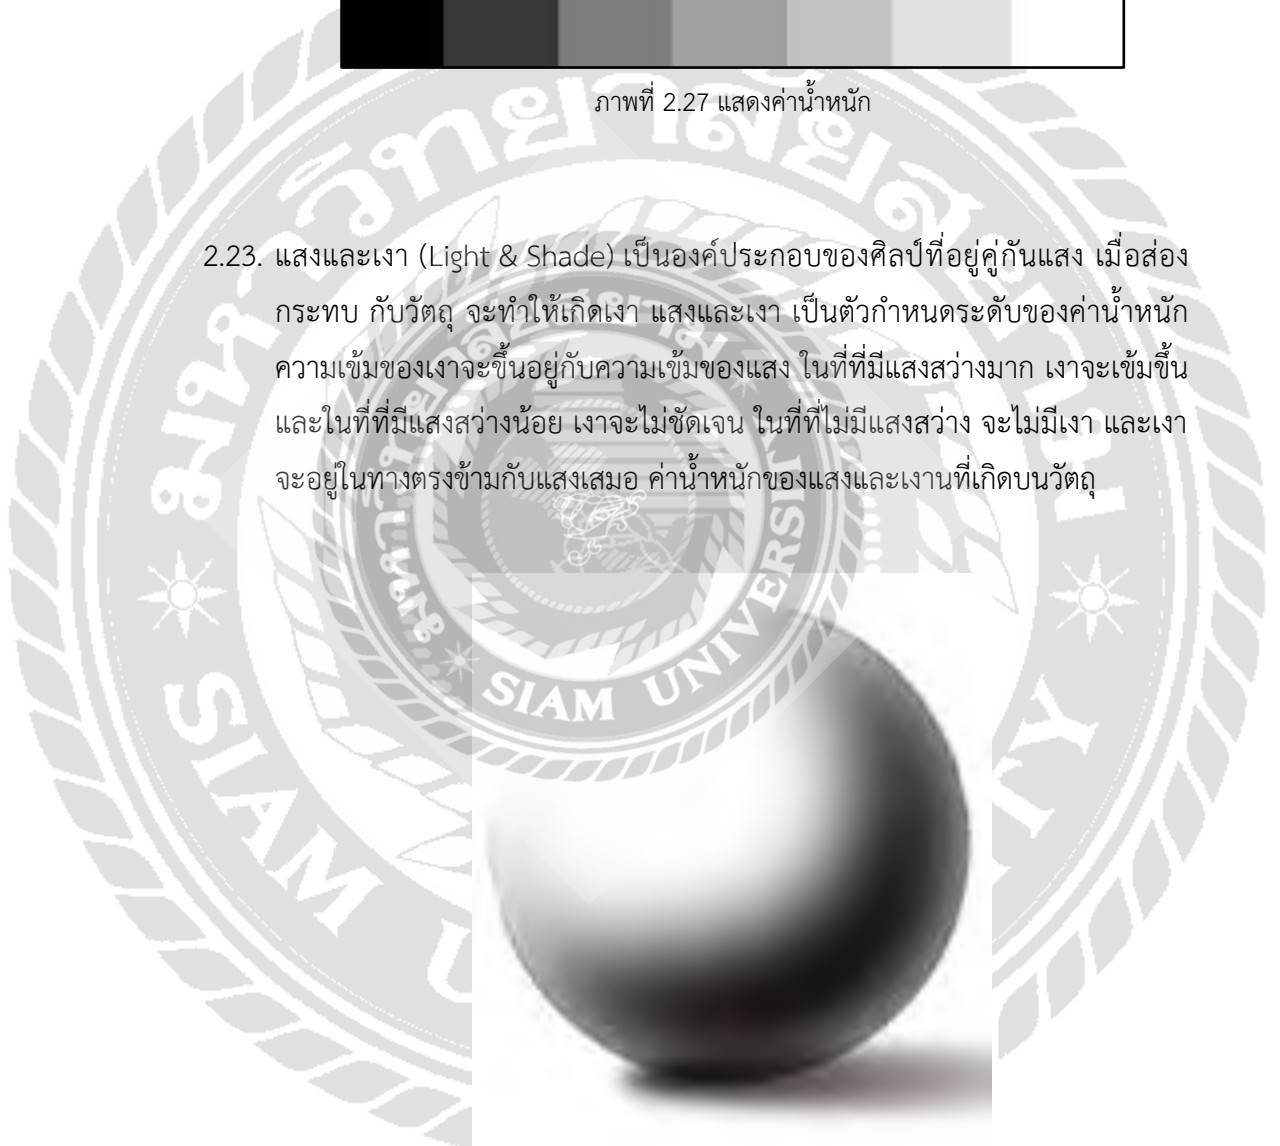 ภาพที่ 2.27 แสดงค่าน้ำหนัก
2.23. แสงและเงา (Light & Shade) เป็นองค์ประกอบของศิลป์ที่อยู่คู่กันแสง เมื่อส่อง
กระทบ กับวัตถุ จะทำให้เกิดเงา แสงและเงา เป็นตัวกำหนดระดับของค่าน้ำหนัก
ความเข้มของเงาจะขึ้นอยู่กับความเข้มของแสง ในที่ที่มีแสงสว่างมาก เงาจะเข้มขึ้น
และในที่ที่มีแสงสว่างน้อย เงาจะไม่ชัดเจน ในที่ที่ไม่มีแสงสว่าง จะไม่มีเงา และเงา
จะอยู่ในทางตรงข้ามกับแสงเสมอ ค่าน้ำหนักของแสงและเงานที่เกิดบนวัตถุ
มหาวิทยาลัยสยาม
SIAM UNIVERSITY